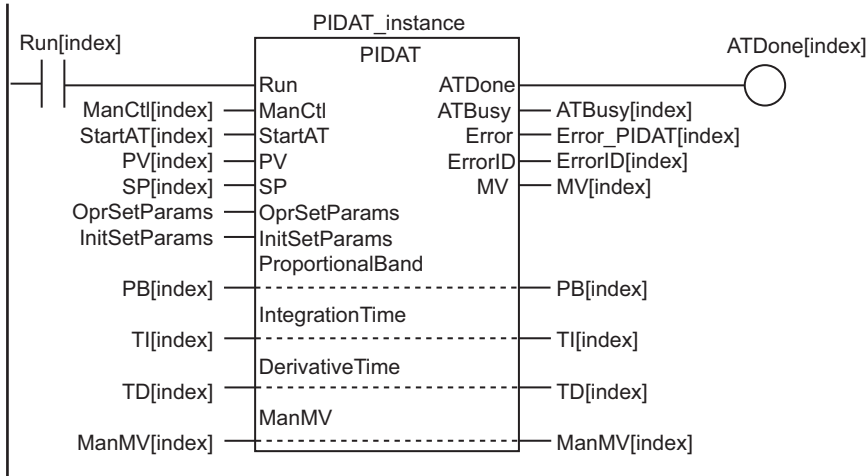 PIDAT_instance
Run[index]
PIDAT
ATDone[index]
Run ATDone
ManCtl[index] ManCtl ATBusy ATBusy[index]
StartAT[index] StartAT Error Error_PIDAT[index]
PV[index] PV ErrorID ErrorID[index]
SP[index] SP MV MV[index]
OprSetParams OprSetParams
InitSetParams InitSetParams
ProportionalBand
PB[index] PB[index]
IntegrationTime
TI[index] TI[index]
DerivativeTime
TD[index] TD[index]
ManMV
ManMV[index] ManMV[index]